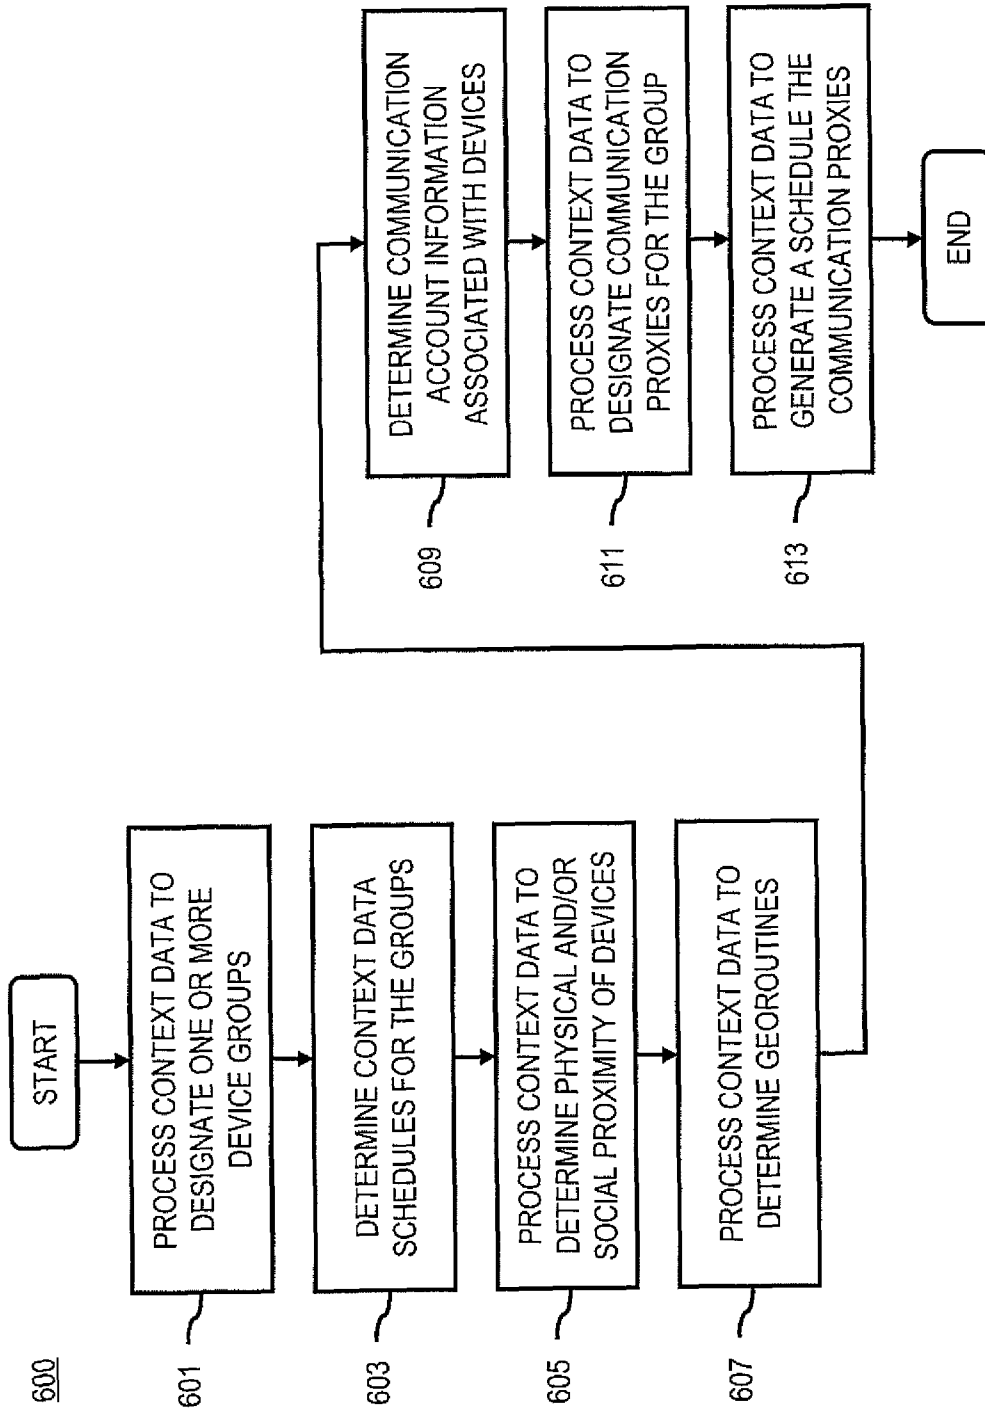 600
START
PROCESS CONTEXT DATA TO
DESIGNATE ONE OR MORE
DEVICE GROUPS
601
DETERMINE CONTEXT DATA
SCHEDULES FOR THE GROUPS
603
PROCESS CONTEXT DATA TO
DETERMINE PHYSICAL AND/OR
SOCIAL PROXIMITY OF DEVICES
605
PROCESS CONTEXT DATA TO
DETERMINE GEOROUTINES
607
DETERMINE COMMUNICATION
ACCOUNT INFORMATION
ASSOCIATED WITH DEVICES
609
PROCESS CONTEXT DATA TO
DESIGNATE COMMUNICATION
PROXIES FOR THE GROUP
611
PROCESS CONTEXT DATA TO
GENERATE A SCHEDULE THE
COMMUNICATION PROXIES
613
END